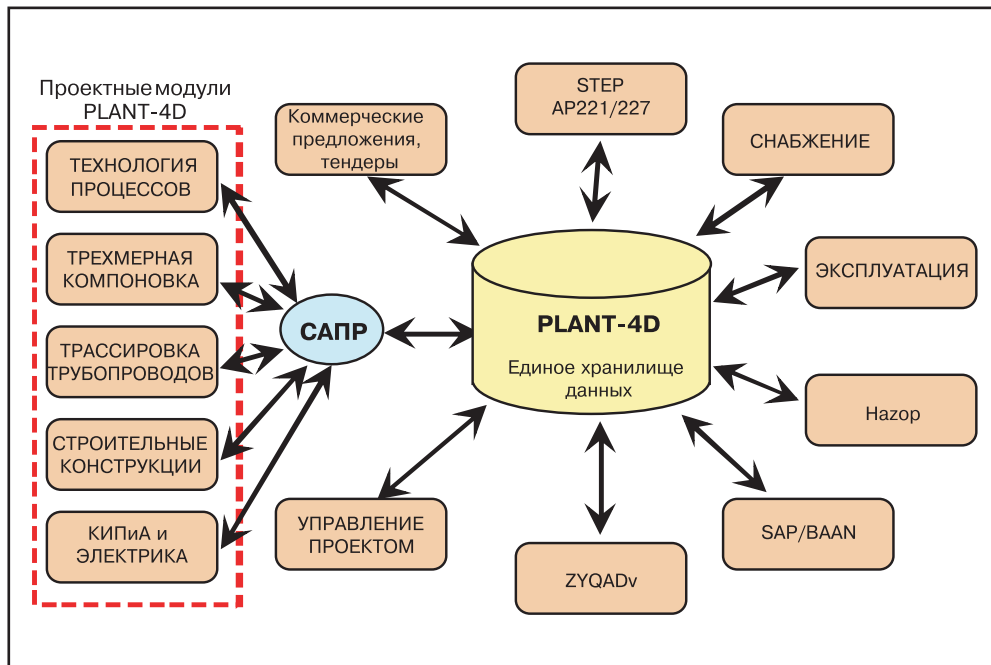 Проектные модули
PLANT-4D
ТЕХНОЛОГИЯ
ПРОЦЕССОВ
ТРЕХМЕРНАЯ
КОМПОНОВКА
ТРАССИРОВКА
ТРУБОПРОВОДОВ
СТРОИТЕЛЬНЫЕ
КОНСТРУКЦИИ
КИПиА и
ЭЛЕКТРИКА
САПР
Коммерческие
предложения,
тендеры
STEP
AP221/227
СНАБЖЕНИЕ
ЭКСПЛУАТАЦИЯ
PLANT-4D
Единое хранилище
данных
Hazop
SAP/BAAN
ZYQADv
УПРАВЛЕНИЕ
ПРОЕКТОМ